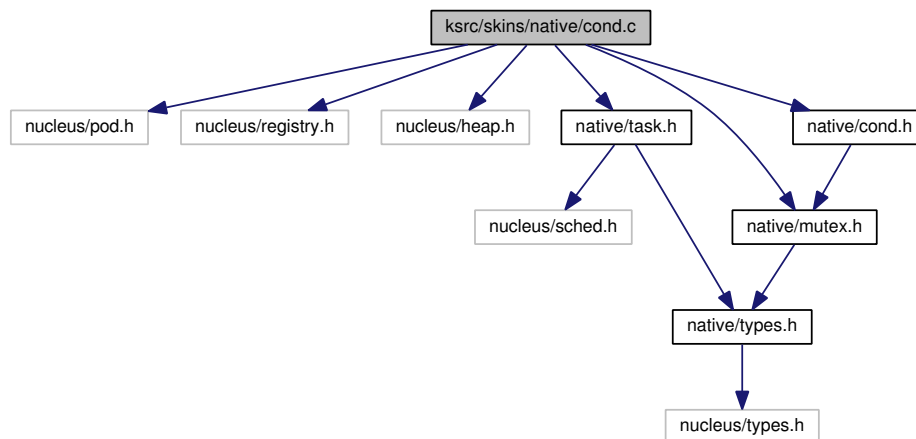 ksrc/skins/native/cond.c
nucleus/pod.h
nucleus/registry.h
nucleus/heap.h
native/task.h
native/cond.h
nucleus/sched.h
native/mutex.h
native/types.h
nucleus/types.h